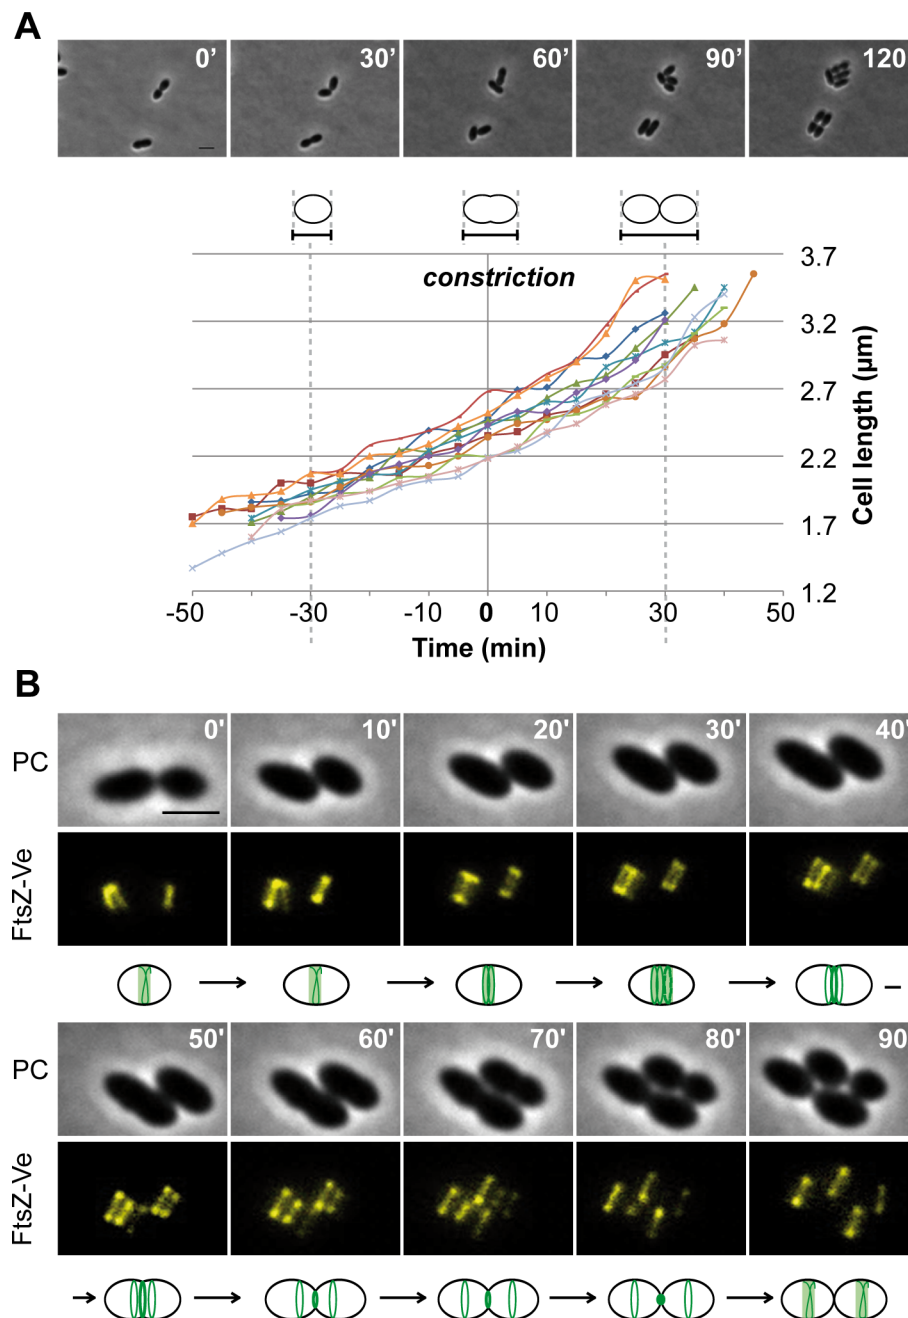 A
0’ 30’ 60’ 90’ 120
constriction
3.7
3.2
2.7
2.2
1.7
1.2
Cell length (µm)
-50 -30 -10 0 10 30 50
Time (min)
B
PC 0' 10' 20' 30' 40'
FtsZ-Ve
PC 50' 60' 70' 80' 90
FtsZ-Ve